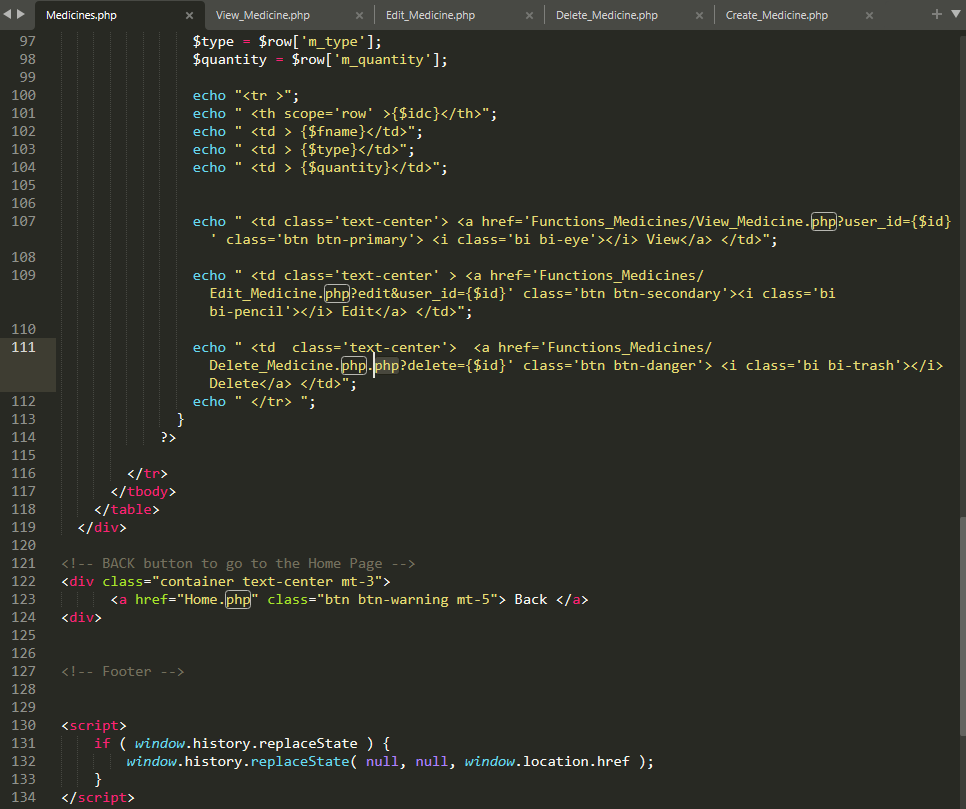 Medicines.php × View_Medicine.php × Edit_Medicine.php × Delete_Medicine.php × Create_Medicine.php × + ▼
97 $type = $row['m_type'];
98 $quantity = $row['m_quantity'];
99
100 echo "<tr >";
101 echo " <th scope='row' >{$idc}</th>";
102 echo " <td > {$fname}</td>";
103 echo " <td > {$type}</td>";
104 echo " <td > {$quantity}</td>";
105
106
107 echo " <td class='text-center'> <a href='Functions_Medicines/View_Medicine.php?user_id={$id}
' class='btn btn-primary'> <i class='bi bi-eye'></i> View</a> </td>";
108
109 echo " <td class='text-center' > <a href='Functions_Medicines/
Edit_Medicine.php?edit&user_id={$id}' class='btn btn-secondary'><i class='bi
bi-pencil'></i> Edit</a> </td>";
110
111 echo " <td  class='text-center'>  <a href='Functions_Medicines/
Delete_Medicine.php.php?delete={$id}' class='btn btn-danger'> <i class='bi bi-trash'></i>
Delete</a> </td>";
112 echo " </tr> ";
113 }
114 ?>
115
116 </tr>
117 </tbody>
118 </table>
119 </div>
120
121 <!-- BACK button to go to the Home Page -->
122 <div class="container text-center mt-3">
123 <a href="Home.php" class="btn btn-warning mt-5"> Back </a>
124 <div>
125
126
127 <!-- Footer -->
128
129
130 <script>
131 if ( window.history.replaceState ) {
132 window.history.replaceState( null, null, window.location.href );
133 }
134 </script>